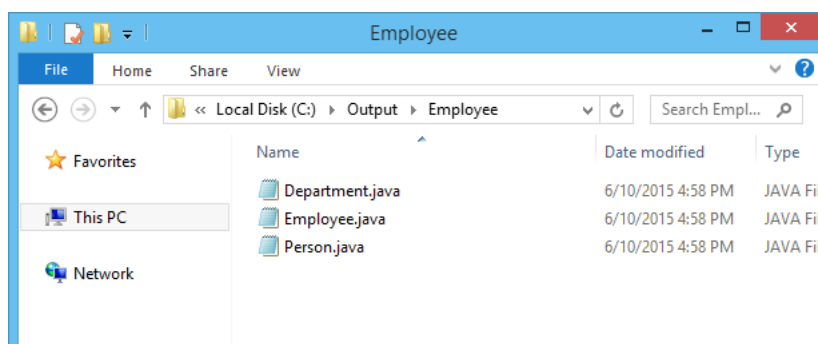 Employee
File Home Share View
« Local Disk (C:) Output Employee Search Empl...
Favorites Name Date modified Type
Department.java 6/10/2015 4:58 PM JAVA Fi
This PC Employee.java 6/10/2015 4:58 PM JAVA Fi
Person.java 6/10/2015 4:58 PM JAVA Fi
Network